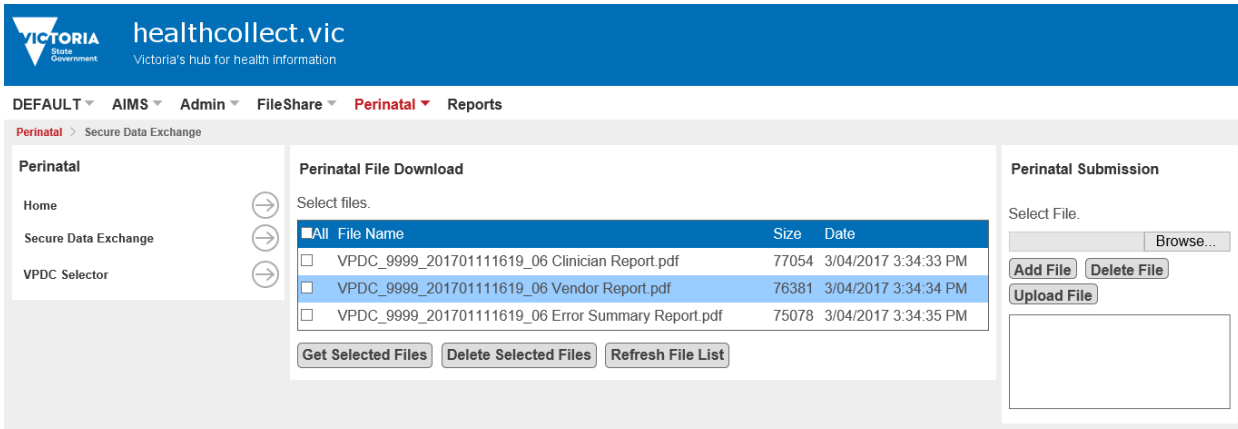 VICTORIA
State
Government
healthcollect.vic
Victoria's hub for health information
DEFAULT AIMS Admin FileShare Perinatal Reports
Perinatal > Secure Data Exchange
Perinatal
Home
Secure Data Exchange
VPDC Selector
Perinatal File Download
Select files.
All File Name Size Date
VPDC_9999_201701111619_06 Clinician Report.pdf 77054 3/04/2017 3:34:33 PM
VPDC_9999_201701111619_06 Vendor Report.pdf 76381 3/04/2017 3:34:34 PM
VPDC_9999_201701111619_06 Error Summary Report.pdf 75078 3/04/2017 3:34:35 PM
Get Selected Files Delete Selected Files Refresh File List
Perinatal Submission
Select File.
Browse...
Add File Delete File
Upload File